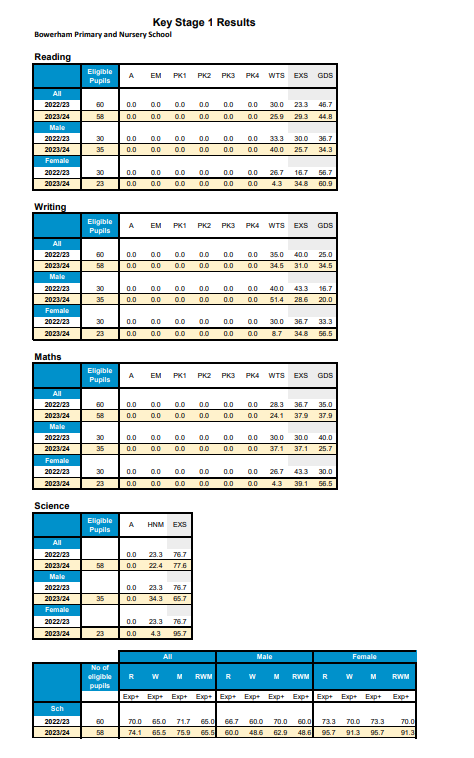 Key Stage 1 Results
Bowerham Primary and Nursery School
Reading
Eligible Pupils A EM PK1 PK2 PK3 PK4 WTS EXS GDS
All
2022/23 60 0.0 0.0 0.0 0.0 0.0 0.0 30.0 23.3 46.7
2023/24 58 0.0 0.0 0.0 0.0 0.0 0.0 25.9 29.3 44.8
Male
2022/23 30 0.0 0.0 0.0 0.0 0.0 0.0 33.3 30.0 36.7
2023/24 35 0.0 0.0 0.0 0.0 0.0 0.0 40.0 25.7 34.3
Female
2022/23 30 0.0 0.0 0.0 0.0 0.0 0.0 26.7 16.7 56.7
2023/24 23 0.0 0.0 0.0 0.0 0.0 0.0 4.3 34.8 60.9
Writing
Eligible Pupils A EM PK1 PK2 PK3 PK4 WTS EXS GDS
All
2022/23 60 0.0 0.0 0.0 0.0 0.0 0.0 35.0 40.0 25.0
2023/24 58 0.0 0.0 0.0 0.0 0.0 0.0 34.5 31.0 34.5
Male
2022/23 30 0.0 0.0 0.0 0.0 0.0 0.0 40.0 43.3 16.7
2023/24 35 0.0 0.0 0.0 0.0 0.0 0.0 51.4 28.6 20.0
Female
2022/23 30 0.0 0.0 0.0 0.0 0.0 0.0 30.0 36.7 33.3
2023/24 23 0.0 0.0 0.0 0.0 0.0 0.0 8.7 34.8 56.5
Maths
Eligible Pupils A EM PK1 PK2 PK3 PK4 WTS EXS GDS
All
2022/23 60 0.0 0.0 0.0 0.0 0.0 0.0 28.3 36.7 35.0
2023/24 58 0.0 0.0 0.0 0.0 0.0 0.0 24.1 37.9 37.9
Male
2022/23 30 0.0 0.0 0.0 0.0 0.0 0.0 30.0 30.0 40.0
2023/24 35 0.0 0.0 0.0 0.0 0.0 0.0 37.1 37.1 25.7
Female
2022/23 30 0.0 0.0 0.0 0.0 0.0 0.0 26.7 43.3 30.0
2023/24 23 0.0 0.0 0.0 0.0 0.0 0.0 4.3 39.1 56.5
Science
Eligible Pupils A HNM EXS
All
2022/23 0.0 23.3 76.7
2023/24 58 0.0 22.4 77.6
Male
2022/23 0.0 23.3 76.7
2023/24 35 0.0 34.3 65.7
Female
2022/23 0.0 23.3 76.7
2023/24 23 0.0 4.3 95.7
All Male Female
No of eligible pupils R W M RWM R W M RWM R W M RWM
Exp+ Exp+ Exp+ Exp+ Exp+ Exp+ Exp+ Exp+ Exp+ Exp+ Exp+ Exp+
Sch
2022/23 60 70.0 65.0 71.7 65.0 66.7 60.0 70.0 60.0 73.3 70.0 73.3 70.0
2023/24 58 74.1 65.5 75.9 65.5 60.0 48.6 62.9 48.6 95.7 91.3 95.7 91.3